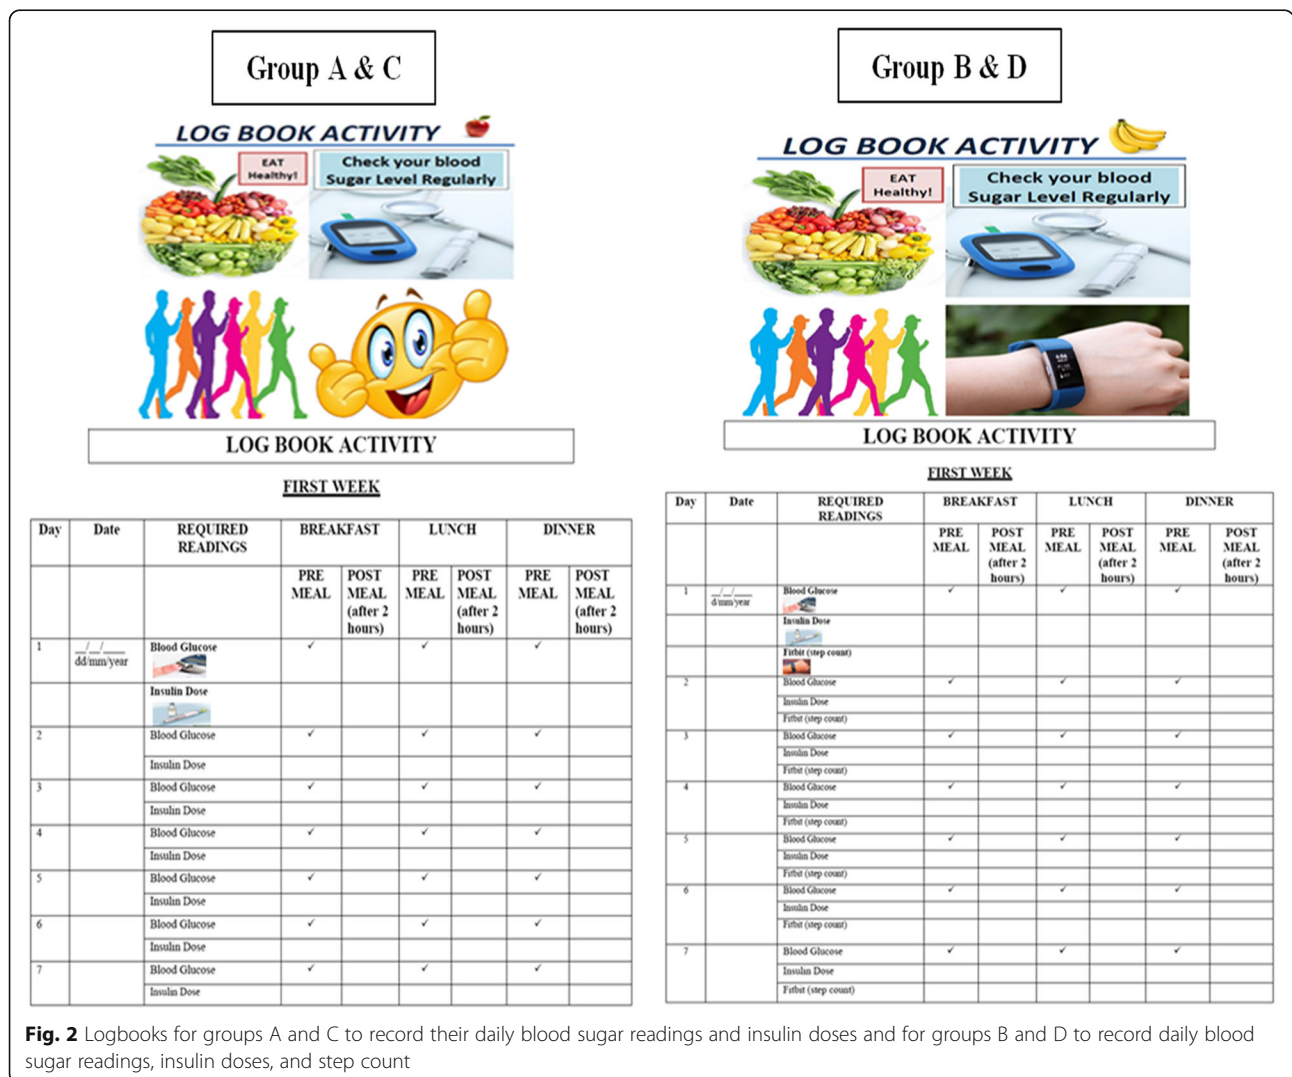 Group A & C
LOG BOOK ACTIVITY
EAT
Healthy!
Check your blood
Sugar Level Regularly
LOG BOOK ACTIVITY
FIRST WEEK
Day Date REQUIRED READINGS BREAKFAST LUNCH DINNER
PRE MEAL POST MEAL (after 2 hours) PRE MEAL POST MEAL (after 2 hours) PRE MEAL POST MEAL (after 2 hours)
1 __/__/____ dd/mm/year Blood Glucose ✓ ✓ ✓
Insulin Dose
2 Blood Glucose ✓ ✓ ✓
Insulin Dose
3 Blood Glucose ✓ ✓ ✓
Insulin Dose
4 Blood Glucose ✓ ✓ ✓
Insulin Dose
5 Blood Glucose ✓ ✓ ✓
Insulin Dose
6 Blood Glucose ✓ ✓ ✓
Insulin Dose
7 Blood Glucose ✓ ✓ ✓
Insulin Dose
Group B & D
LOG BOOK ACTIVITY
EAT
Healthy!
Check your blood
Sugar Level Regularly
LOG BOOK ACTIVITY
FIRST WEEK
Day Date REQUIRED READINGS BREAKFAST LUNCH DINNER
PRE MEAL POST MEAL (after 2 hours) PRE MEAL POST MEAL (after 2 hours) PRE MEAL POST MEAL (after 2 hours)
1 __/__/____ d/mm/year Blood Glucose ✓ ✓ ✓
Insulin Dose
Fitbit (step count)
2 Blood Glucose ✓ ✓ ✓
Insulin Dose
Fitbit (step count)
3 Blood Glucose ✓ ✓ ✓
Insulin Dose
Fitbit (step count)
4 Blood Glucose ✓ ✓ ✓
Insulin Dose
Fitbit (step count)
5 Blood Glucose ✓ ✓ ✓
Insulin Dose
Fitbit (step count)
6 Blood Glucose ✓ ✓ ✓
Insulin Dose
Fitbit (step count)
7 Blood Glucose ✓ ✓ ✓
Insulin Dose
Fitbit (step count)
Fig. 2 Logbooks for groups A and C to record their daily blood sugar readings and insulin doses and for groups B and D to record daily blood
sugar readings, insulin doses, and step count